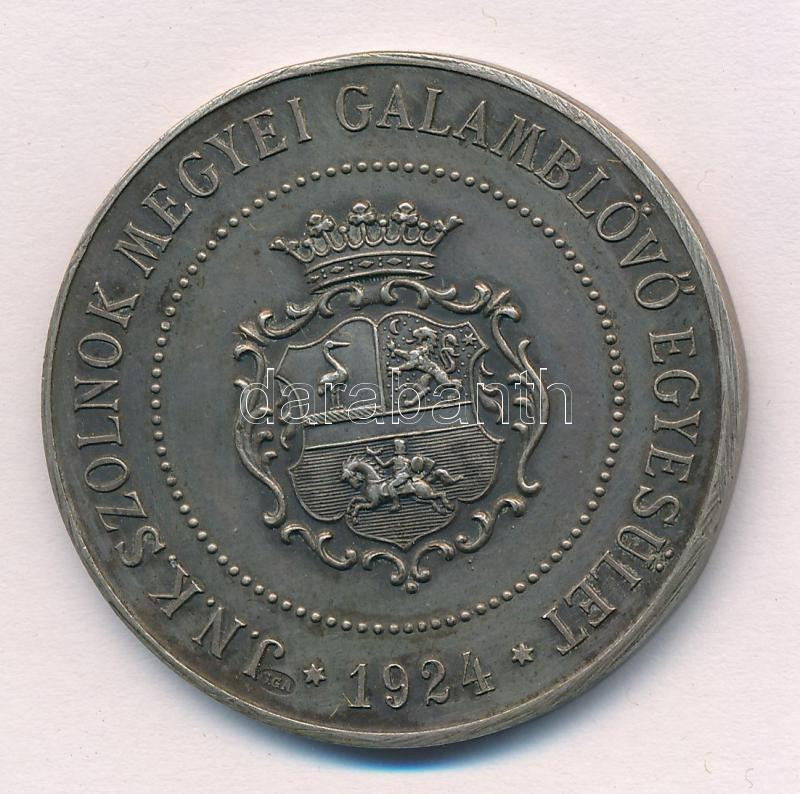 J.N.K. SZOLNOK MEGYEI GALAMBLÖVŐ EGYESÜLET
* 1924 *
darabanth